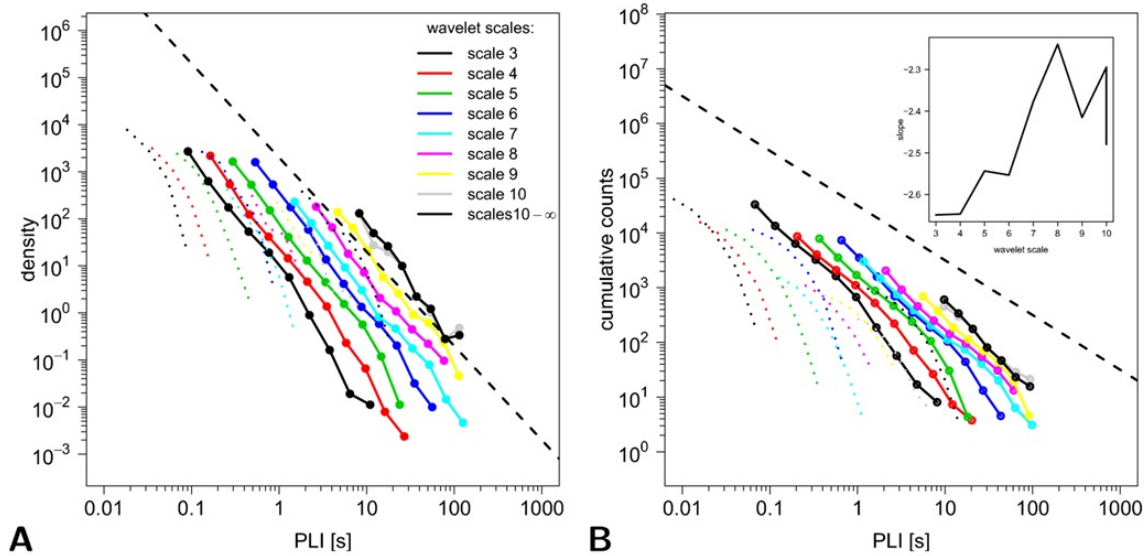 10^6
10^5
10^4
10^3
10^2
10^1
10^0
10^-1
10^-2
10^-3
density
0.01 0.1 1 10 100 1000
PLI [s]
A
wavelet scales:
scale 3
scale 4
scale 5
scale 6
scale 7
scale 8
scale 9
scale 10
scales10 − ∞
10^8
10^7
10^6
10^5
10^4
10^3
10^2
10^1
10^0
cumulative counts
0.01 0.1 1 10 100 1000
PLI [s]
B
−2.3
−2.4
−2.5
−2.6
slope
3 4 5 6 7 8 9 10
wavelet scale